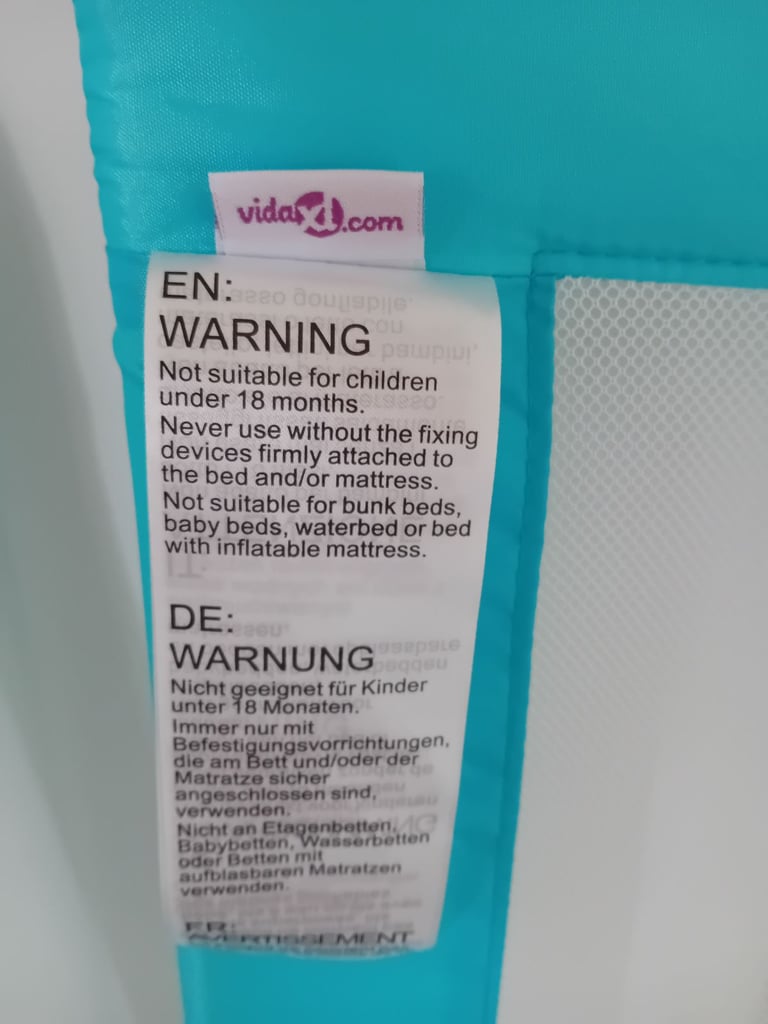 vidaXL.com
EN:
WARNING
Not suitable for children
under 18 months.
Never use without the fixing
devices firmly attached to
the bed and/or mattress.
Not suitable for bunk beds,
baby beds, waterbed or bed
with inflatable mattress.
DE:
WARNUNG
Nicht geeignet für Kinder
unter 18 Monaten.
Immer nur mit
Befestigungsvorrichtungen,
die am Bett und/oder der
Matratze sicher
angeschlossen sind,
verwenden.
Nicht an Etagenbetten,
Babybetten, Wasserbetten
oder Betten mit
aufblasbaren Matratzen
verwenden.
FR:
AVERTISSEMENT